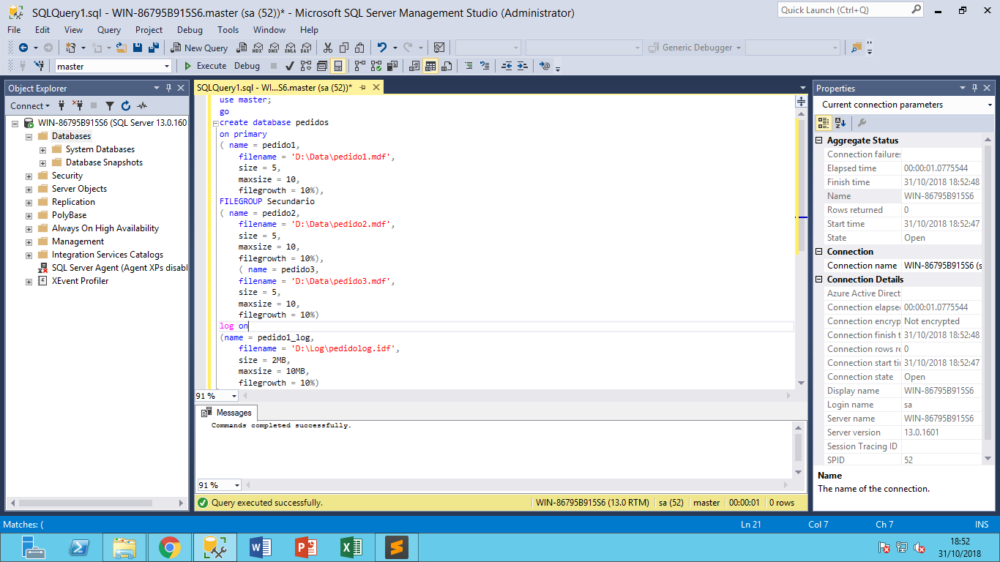 SQLQuery1.sql - WIN-86795B915S6.master (sa (52))* - Microsoft SQL Server Management Studio (Administrator)
Quick Launch (Ctrl+Q)
File Edit View Query Project Debug Tools Window Help
New Query MDX DMX XMLA DAX Generic Debugger
master Execute Debug
Object Explorer
Connect
WIN-86795B915S6 (SQL Server 13.0.160
Databases
System Databases
Database Snapshots
Security
Server Objects
Replication
PolyBase
Always On High Availability
Management
Integration Services Catalogs
SQL Server Agent (Agent XPs disabl
XEvent Profiler
SQLQuery1.sql - WI...S6.master (sa (52))*
use master;
go
create database pedidos
on primary
( name = pedido1,
filename = 'D:\Data\pedido1.mdf',
size = 5,
maxsize = 10,
filegrowth = 10%),
FILEGROUP Secundario
( name = pedido2,
filename = 'D:\Data\pedido2.mdf',
size = 5,
maxsize = 10,
filegrowth = 10%),
( name = pedido3,
filename = 'D:\Data\pedido3.mdf',
size = 5,
maxsize = 10,
filegrowth = 10%)
log on
(name = pedido1_log,
filename = 'D:\Log\pedidolog.idf',
size = 2MB,
maxsize = 10MB,
filegrowth = 10%)
91 %
Messages
Commands completed successfully.
91 %
Query executed successfully. WIN-86795B915S6 (13.0 RTM) sa (52) master 00:00:01 0 rows
Properties
Current connection parameters
Aggregate Status
Connection failures
Elapsed time 00:00:01.0775544
Finish time 31/10/2018 18:52:48
Name WIN-86795B915S6
Rows returned 0
Start time 31/10/2018 18:52:47
State Open
Connection
Connection name WIN-86795B915S6 (s
Connection Details
Azure Active Direct
Connection elapse 00:00:01.0775544
Connection encryp Not encrypted
Connection finish t 31/10/2018 18:52:48
Connection rows re 0
Connection start ti 31/10/2018 18:52:47
Connection state Open
Display name WIN-86795B915S6
Login name sa
Server name WIN-86795B915S6
Server version 13.0.1601
Session Tracing ID
SPID 52
Name
The name of the connection.
Matches: ( Ln 21 Col 7 Ch 7 INS
18:52
31/10/2018